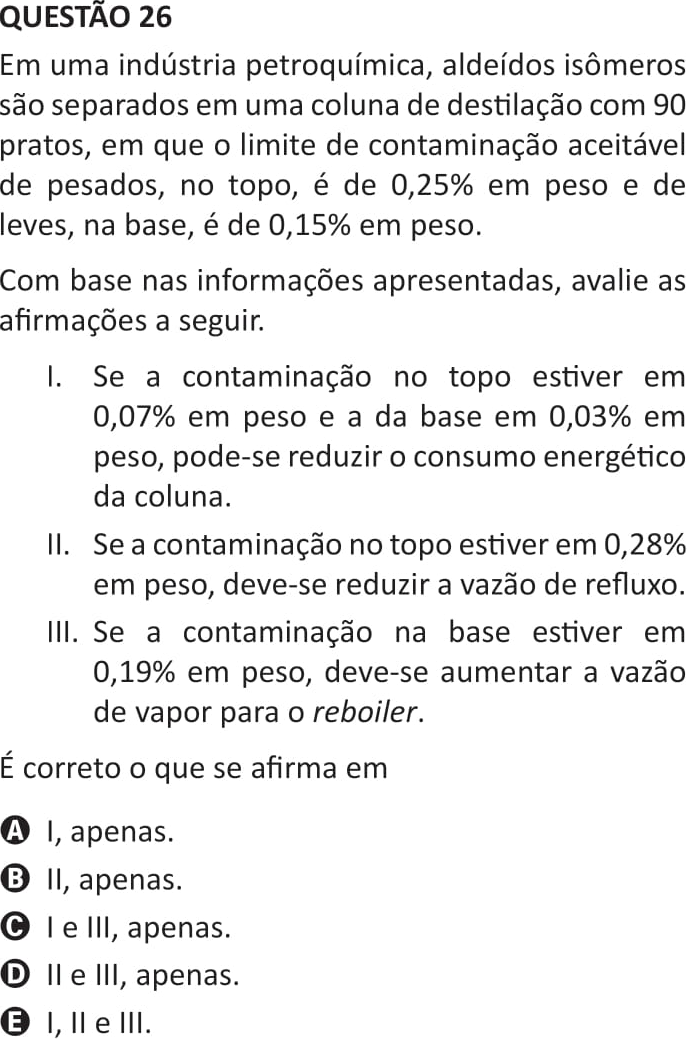 QUESTÃO 26
Em uma indústria petroquímica, aldeídos isômeros
são separados em uma coluna de destilação com 90
pratos, em que o limite de contaminação aceitável
de pesados, no topo, é de 0,25% em peso e de
leves, na base, é de 0,15% em peso.
Com base nas informações apresentadas, avalie as
afirmações a seguir.
I. Se a contaminação no topo estiver em
0,07% em peso e a da base em 0,03% em
peso, pode-se reduzir o consumo energético
da coluna.
II. Se a contaminação no topo estiver em 0,28%
em peso, deve-se reduzir a vazão de refluxo.
III. Se a contaminação na base estiver em
0,19% em peso, deve-se aumentar a vazão
de vapor para o reboiler.
É correto o que se afirma em
A I, apenas.
B II, apenas.
C I e III, apenas.
D II e III, apenas.
E I, II e III.